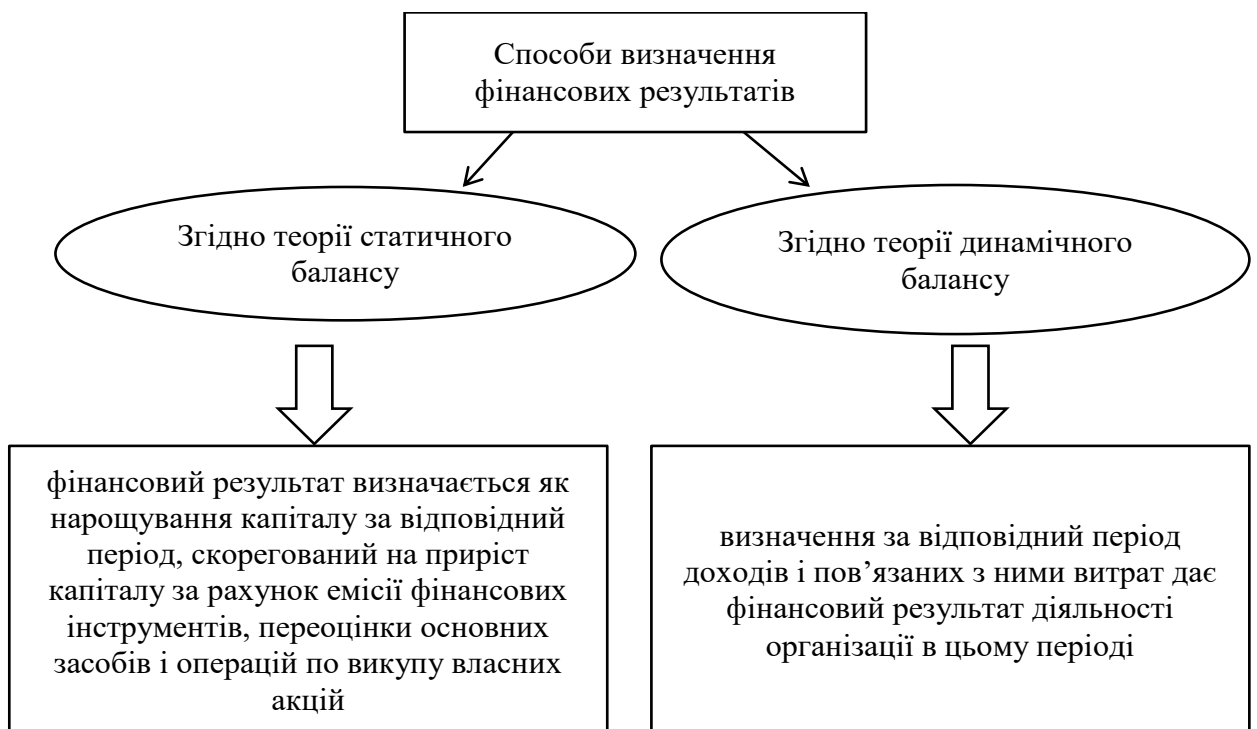 Способи визначення
фінансових результатів
Згідно теорії статичного
балансу
Згідно теорії динамічного
балансу
фінансовий результат визначається як
нарощування капіталу за відповідний
період, скорегований на приріст
капіталу за рахунок емісії фінансових
інструментів, переоцінки основних
засобів і операцій по викупу власних
акцій
визначення за відповідний період
доходів і пов’язаних з ними витрат дає
фінансовий результат діяльності
організації в цьому періоді